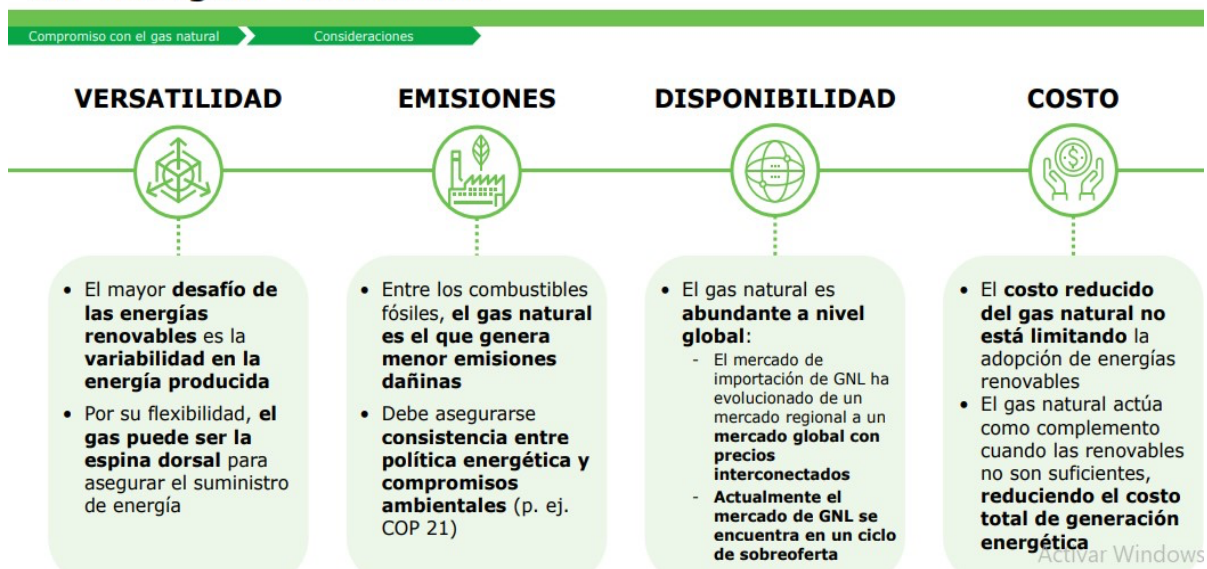 Compromiso con el gas natural
Consideraciones
VERSATILIDAD
• El mayor desafío de
las energías
renovables es la
variabilidad en la
energía producida
• Por su flexibilidad, el
gas puede ser la
espina dorsal para
asegurar el suministro
de energía
EMISIONES
• Entre los combustibles
fósiles, el gas natural
es el que genera
menor emisiones
dañinas
• Debe asegurarse
consistencia entre
política energética y
compromisos
ambientales (p. ej.
COP 21)
DISPONIBILIDAD
• El gas natural es
abundante a nivel
global:
- El mercado de
importación de GNL ha
evolucionado de un
mercado regional a un
mercado global con
precios
interconectados
- Actualmente el
mercado de GNL se
encuentra en un ciclo
de sobreoferta
COSTO
$
• El costo reducido
del gas natural no
está limitando la
adopción de energías
renovables
• El gas natural actúa
como complemento
cuando las renovables
no son suficientes,
reduciendo el costo
total de generación
energética
Activar Windows